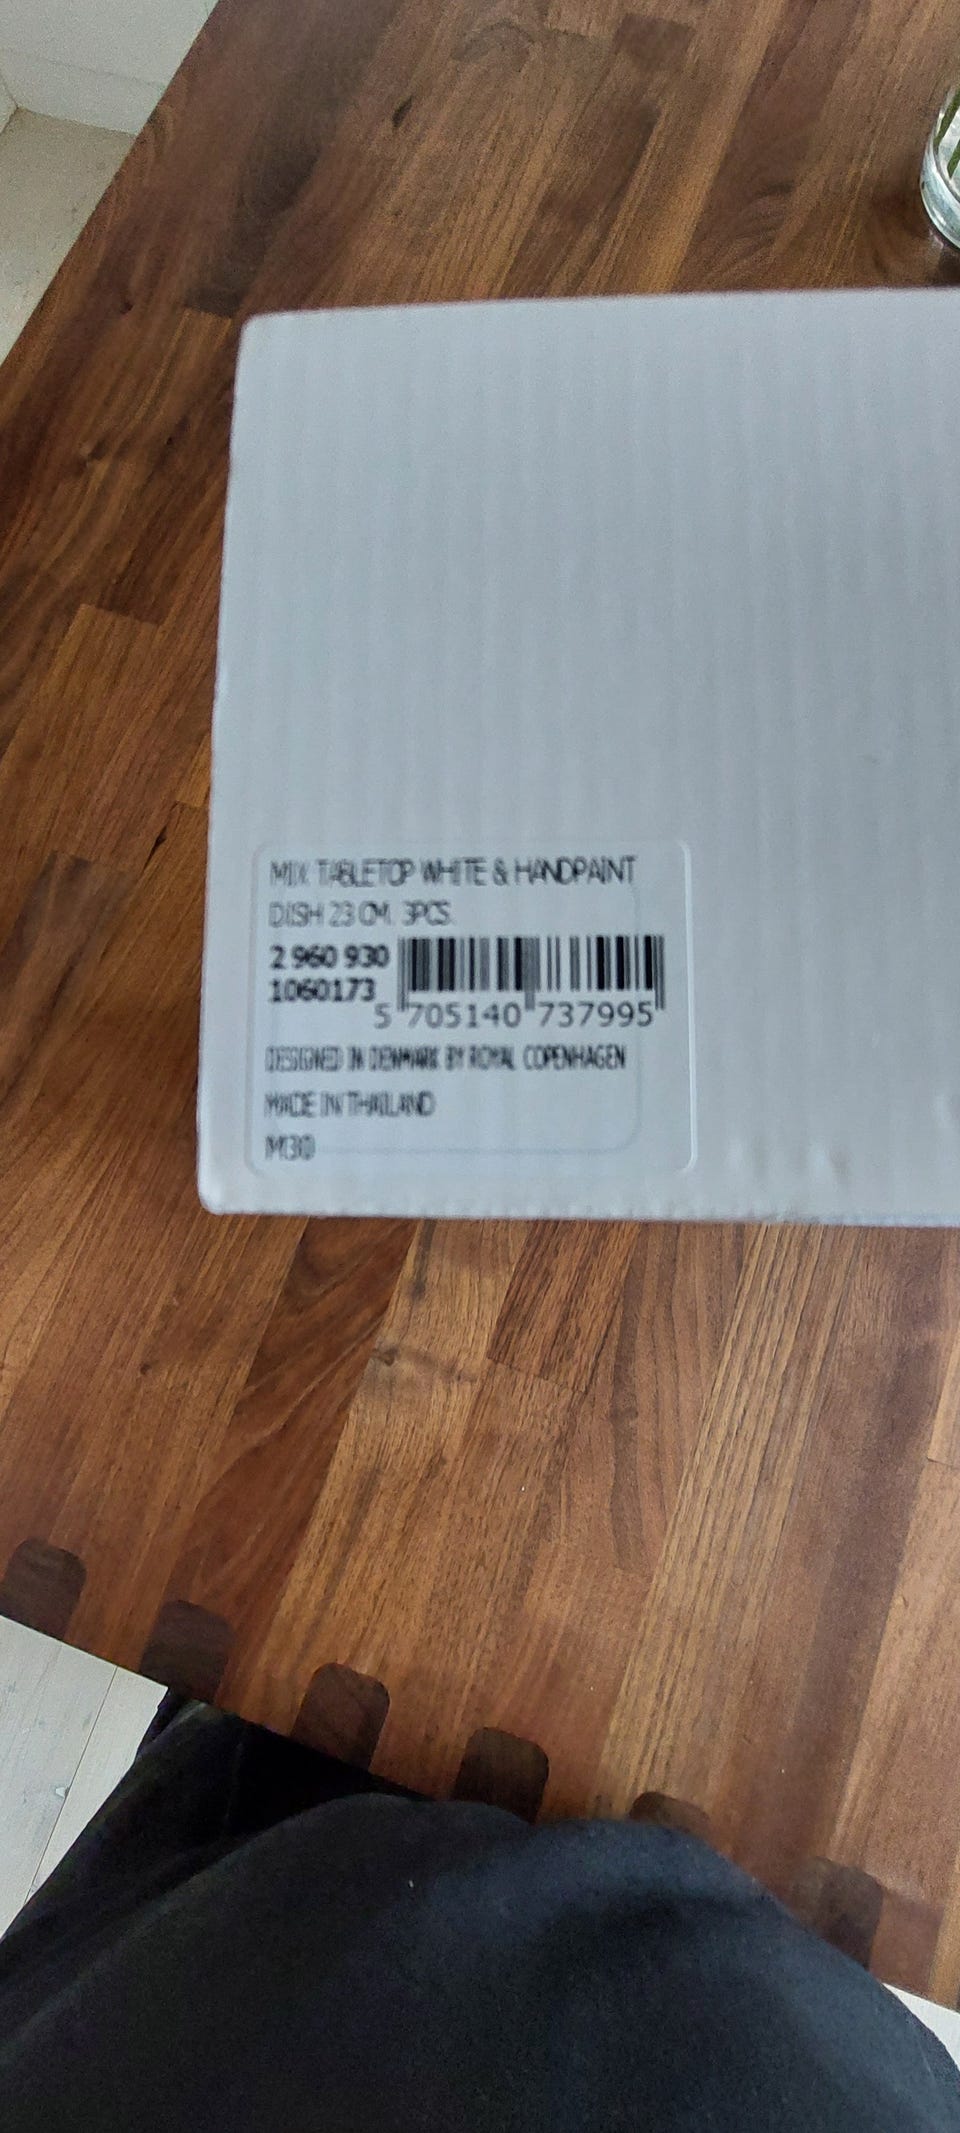 MIX TABLETOP WHITE & HANDPAINT
DISH 23 CM. 3PCS.
2 960 930
1060173
5 705140 737995
DESIGNED IN DENMARK BY ROYAL COPENHAGEN
MADE IN THAILAND
M30